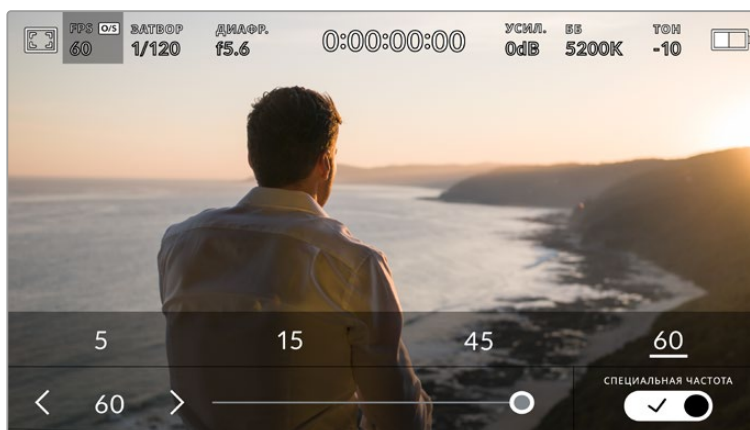 FPS O/S ЗАТВОР ДИАФР. 0:00:00:00 УСИЛ. ББ ТОН
60 1/120 f5.6 0dB 5200K -10
5 15 45 60
СПЕЦИАЛЬНАЯ ЧАСТОТА
60